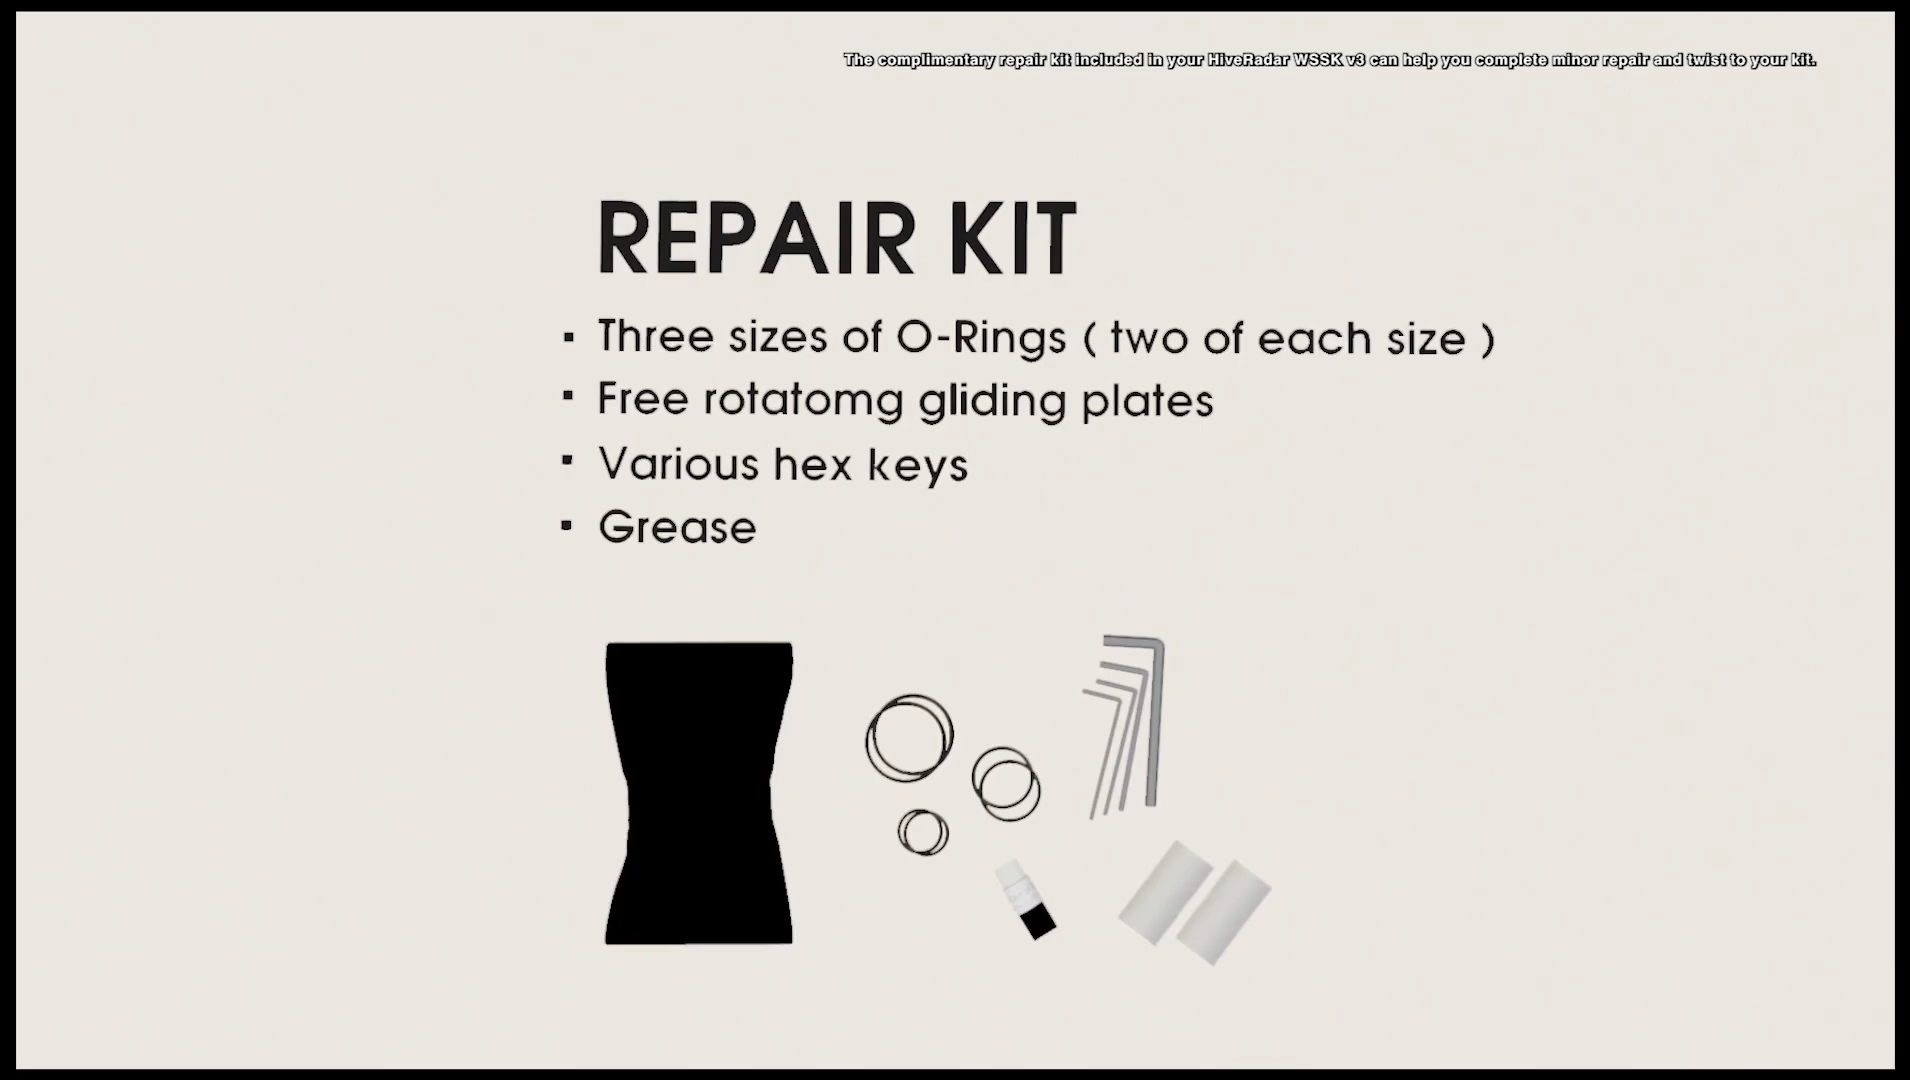 The complimentary repair kit included in your HiveRadar WSSK v3 can help you complete minor repair and twist to your kit.
REPAIR KIT
▪ Three sizes of O-Rings ( two of each size )
▪ Free rotatomg gliding plates
▪ Various hex keys
▪ Grease